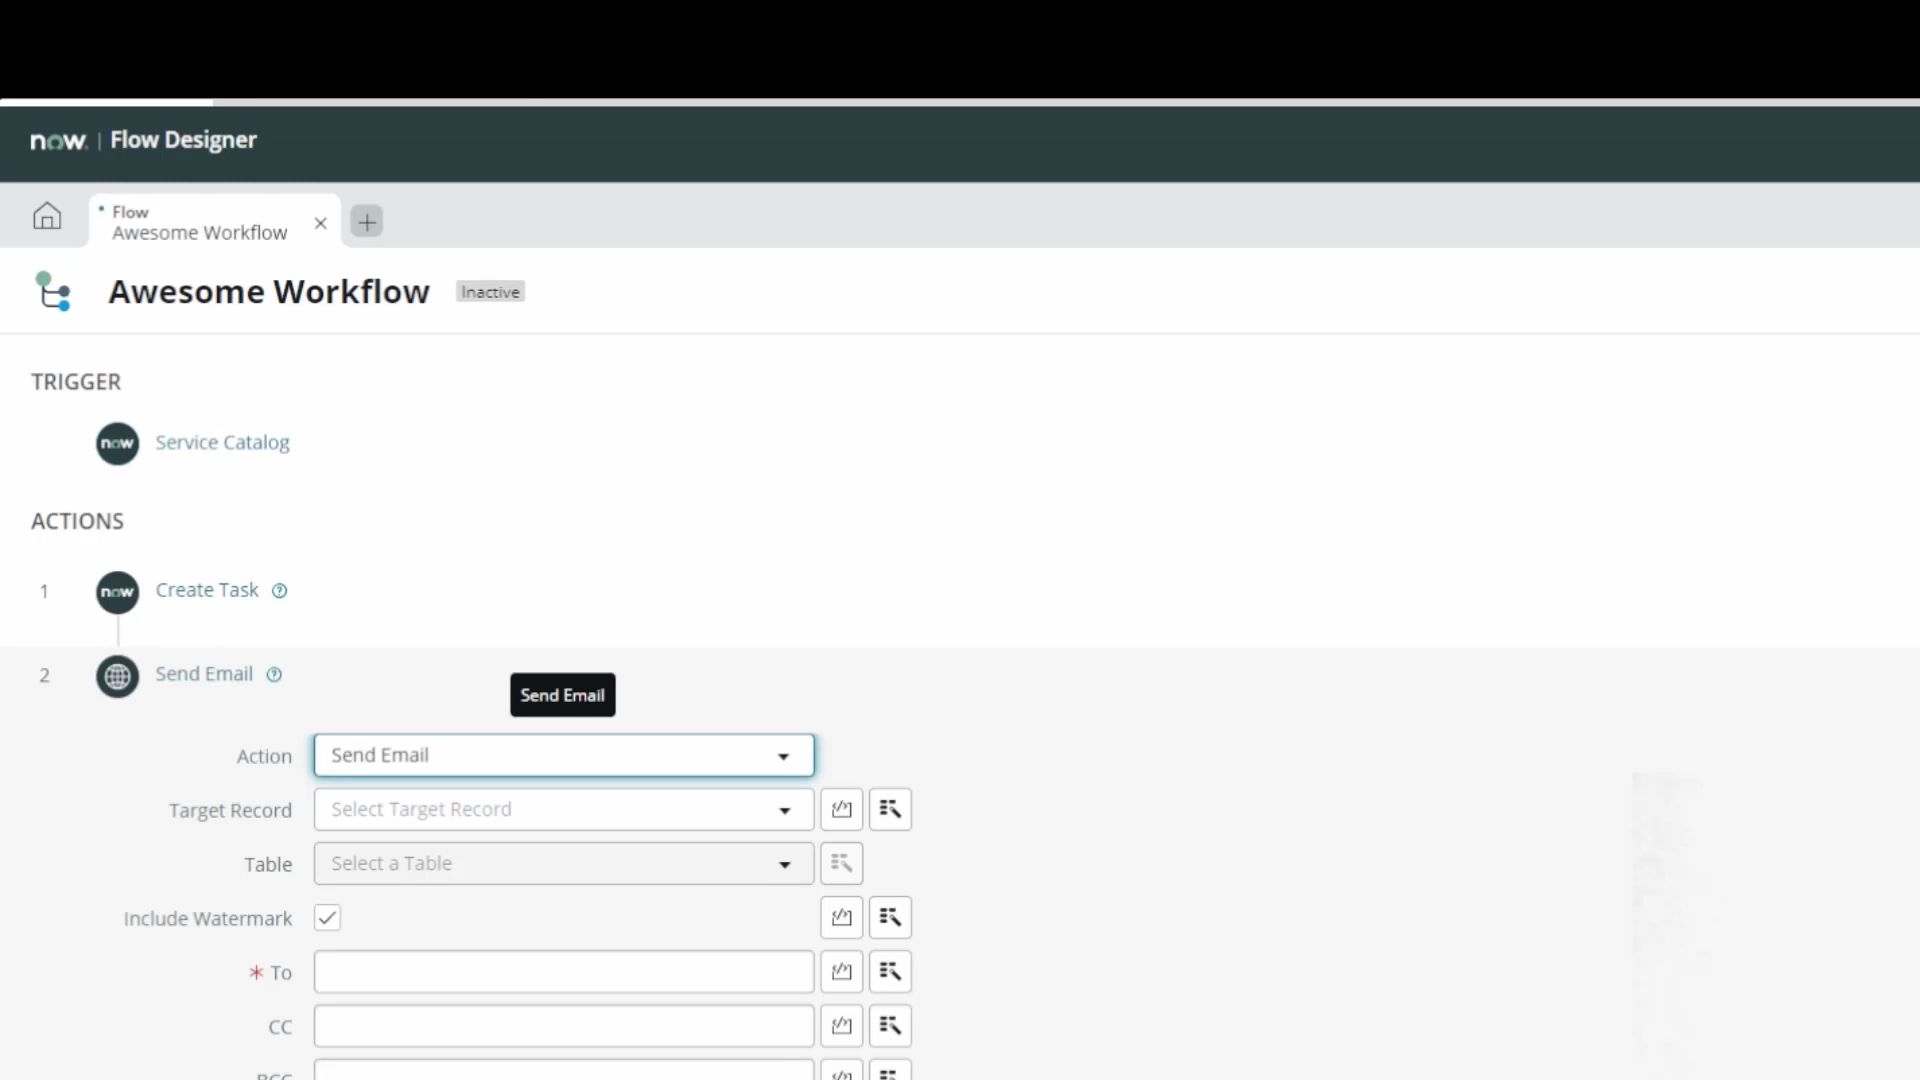 now. | Flow Designer
Flow
Awesome Workflow
Awesome Workflow Inactive
TRIGGER
now Service Catalog
ACTIONS
1 now Create Task ?
2 Send Email ?
Send Email
Action Send Email
Target Record Select Target Record
Table Select a Table
Include Watermark
* To
CC
BCC